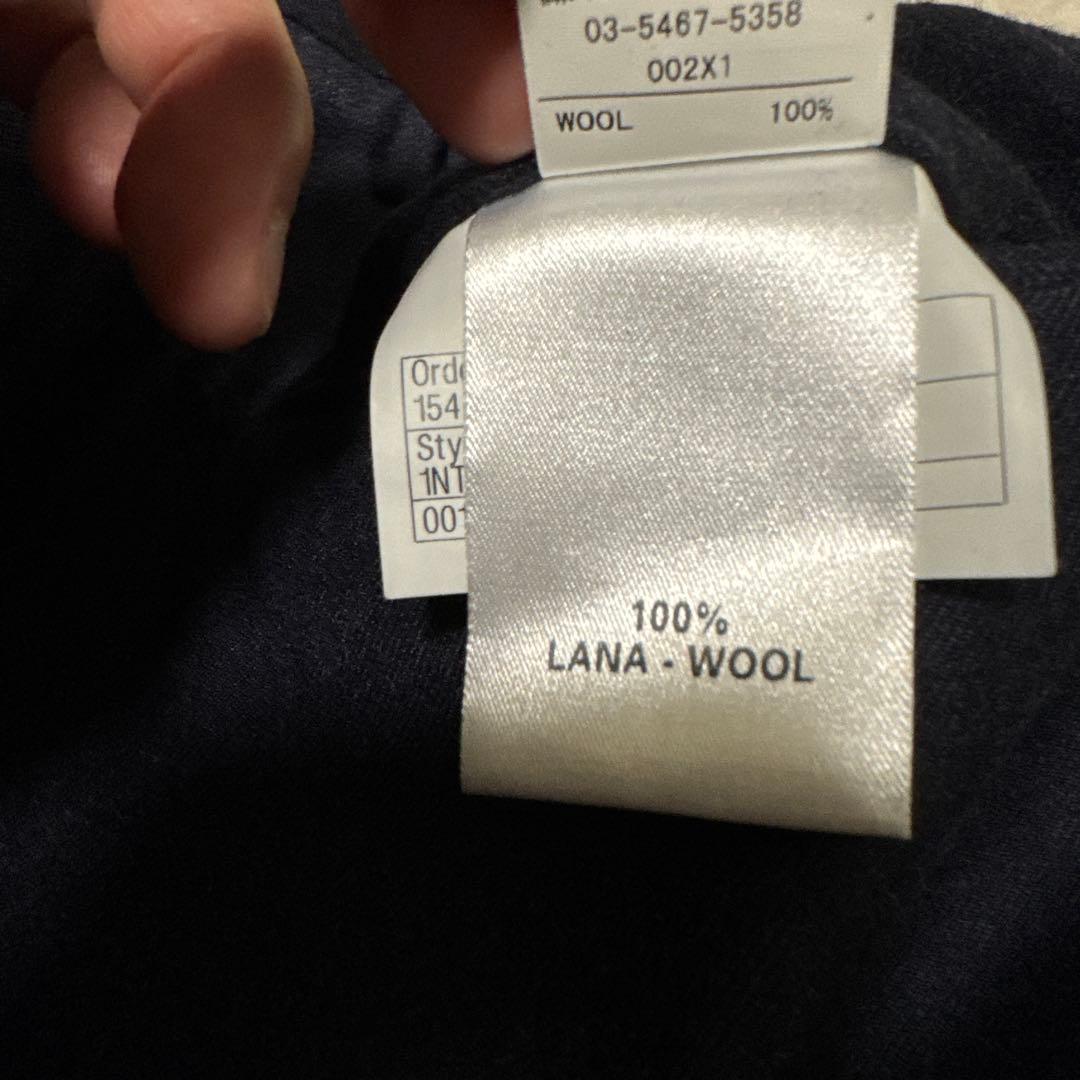 03-5467-5358
002X1
WOOL 100%
Orde
154
Sty
1NT
001
100%
LANA - WOOL